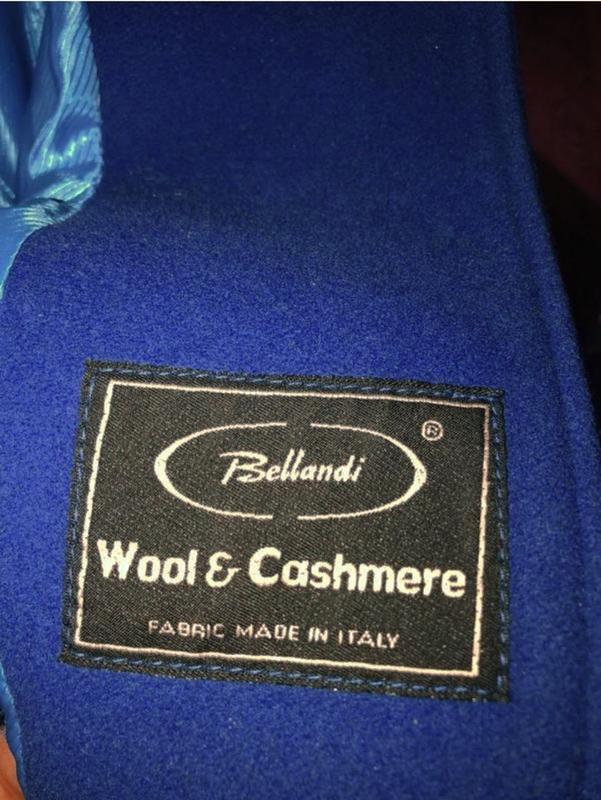 Bellandi ®
Wool & Cashmere
FABRIC MADE IN ITALY